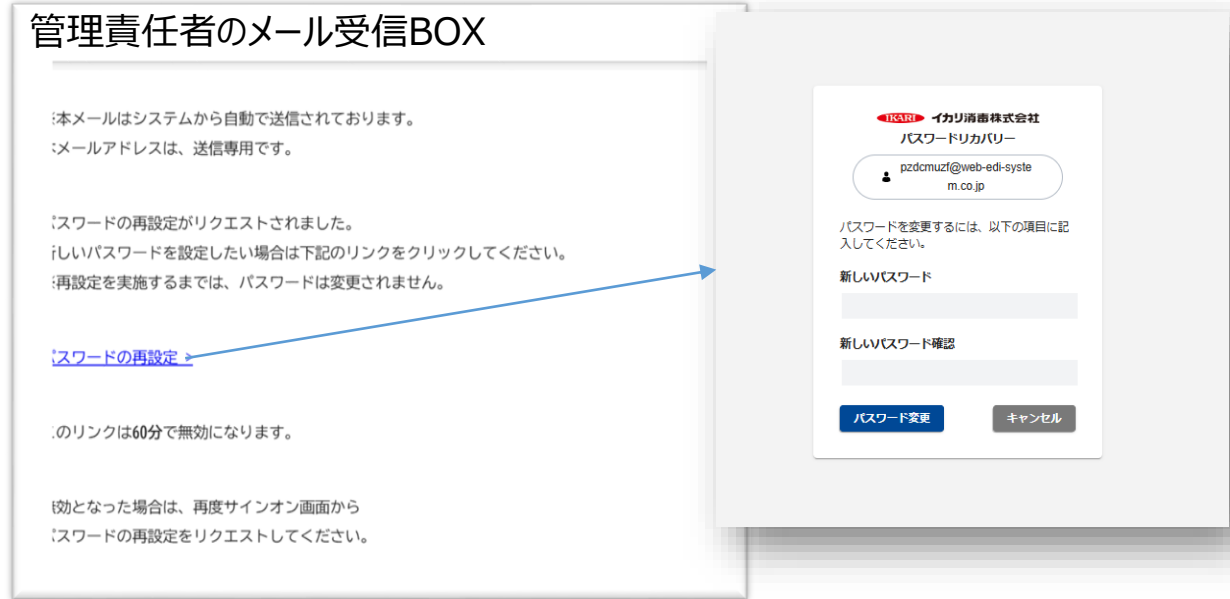 管理責任者のメール受信BOX
本メールはシステムから自動で送信されております。
メールアドレスは、送信専用です。
スワードの再設定がリクエストされました。
しいパスワードを設定したい場合は下記のリンクをクリックしてください。
再設定を実施するまでは、パスワードは変更されません。
スワードの再設定
のリンクは60分で無効になります。
効となった場合は、再度サインオン画面から
スワードの再設定をリクエストしてください。
IKARI イカリ消毒株式会社
パスワードリカバリー
pzdcmuzf@web-edi-syste
m.co.jp
パスワードを変更するには、以下の項目に記
入してください。
新しいパスワード
新しいパスワード確認
パスワード変更
キャンセル